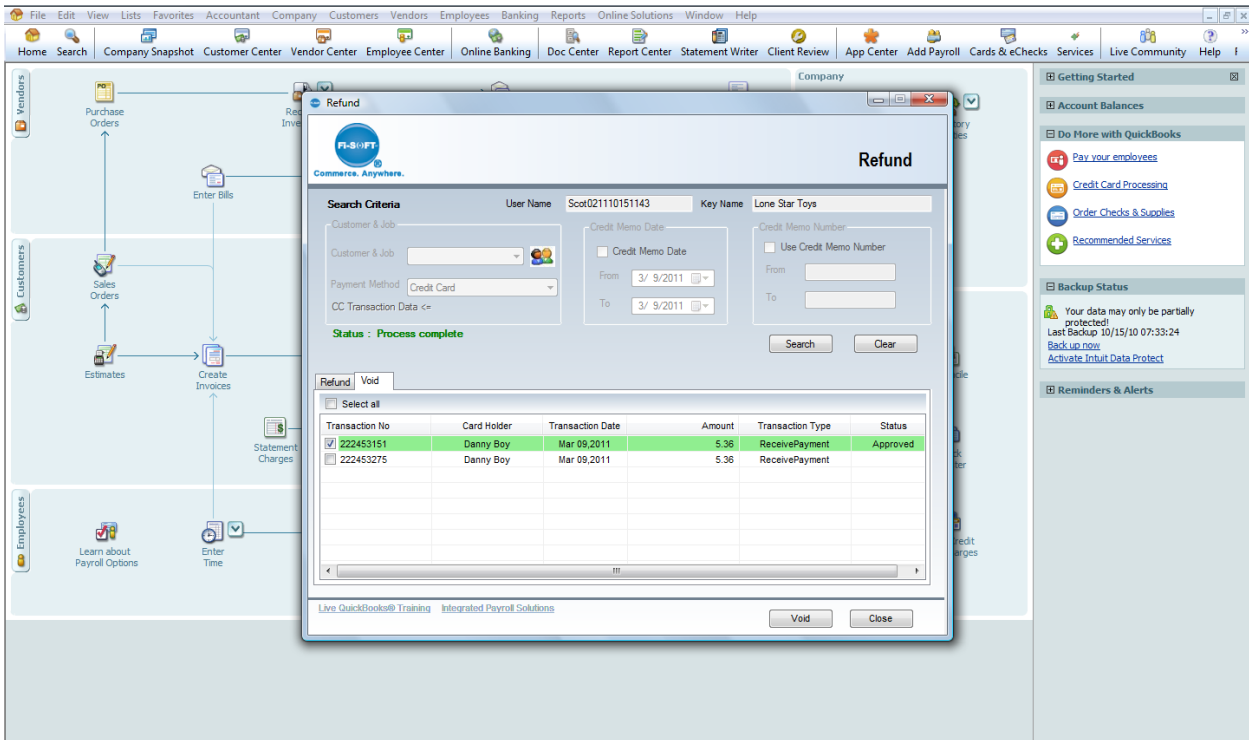 File Edit View Lists Favorites Accountant Company Customers Vendors Employees Banking Reports Online Solutions Window Help
Home Search Company Snapshot Customer Center Vendor Center Employee Center Online Banking Doc Center Report Center Statement Writer Client Review App Center Add Payroll Cards & eChecks Services Live Community Help
Vendors
Purchase
Orders
Enter Bills
Customers
Sales
Orders
Estimates
Create
Invoices
Statement
Charges
Employees
Learn about
Payroll Options
Enter
Time
Company
Refund
Fi-SOFT
Commerce. Anywhere.
Refund
Search Criteria User Name Scot021110151143 Key Name Lone Star Toys
Customer & Job Credit Memo Date Credit Memo Number
Customer & Job Credit Memo Date Use Credit Memo Number
From 3/ 9/2011 From
Payment Method Credit Card
To 3/ 9/2011 To
CC Transaction Data <=
Status : Process complete
Search Clear
Refund Void
Select all
Transaction No Card Holder Transaction Date Amount Transaction Type Status
222453151 Danny Boy Mar 09,2011 5.36 ReceivePayment Approved
222453275 Danny Boy Mar 09,2011 5.36 ReceivePayment
Live QuickBooks® Training Integrated Payroll Solutions
Void Close
Getting Started
Account Balances
Do More with QuickBooks
Pay your employees
Credit Card Processing
Order Checks & Supplies
Recommended Services
Backup Status
Your data may only be partially
protected!
Last Backup 10/15/10 07:33:24
Back up now
Activate Intuit Data Protect
Reminders & Alerts